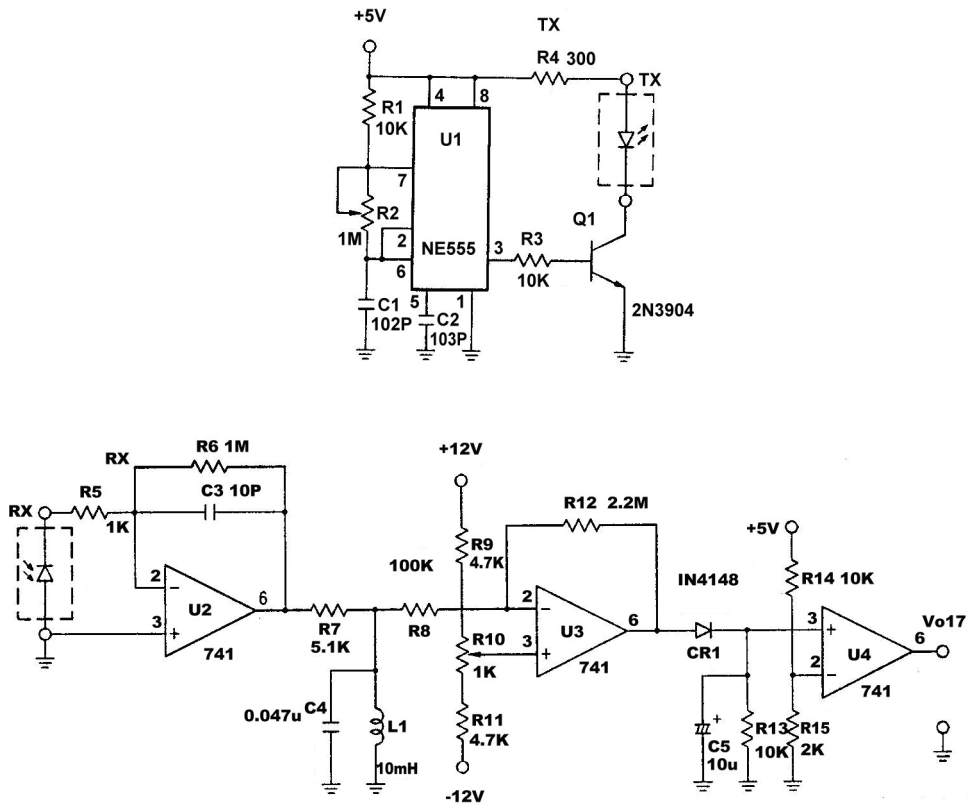 +5V
TX
R4 300
TX
4
8
R1
10K
U1
7
R2
1M
2
NE555
6
3
R3
10K
Q1
2N3904
5
1
C1
102P
C2
103P
RX
R6 1M
C3 10P
+12V
R12 2.2M
+5V
RX
R5
1K
R9
4.7K
100K
IN4148
R14 10K
2
−
U2
6
3
+
741
R7
5.1K
R8
R10
1K
2
−
U3
6
3
+
741
CR1
3
+
U4
6
Vo17
2
−
741
0.047u
C4
L1
10mH
R11
4.7K
-12V
+
C5
10u
R13
10K
R15
2K